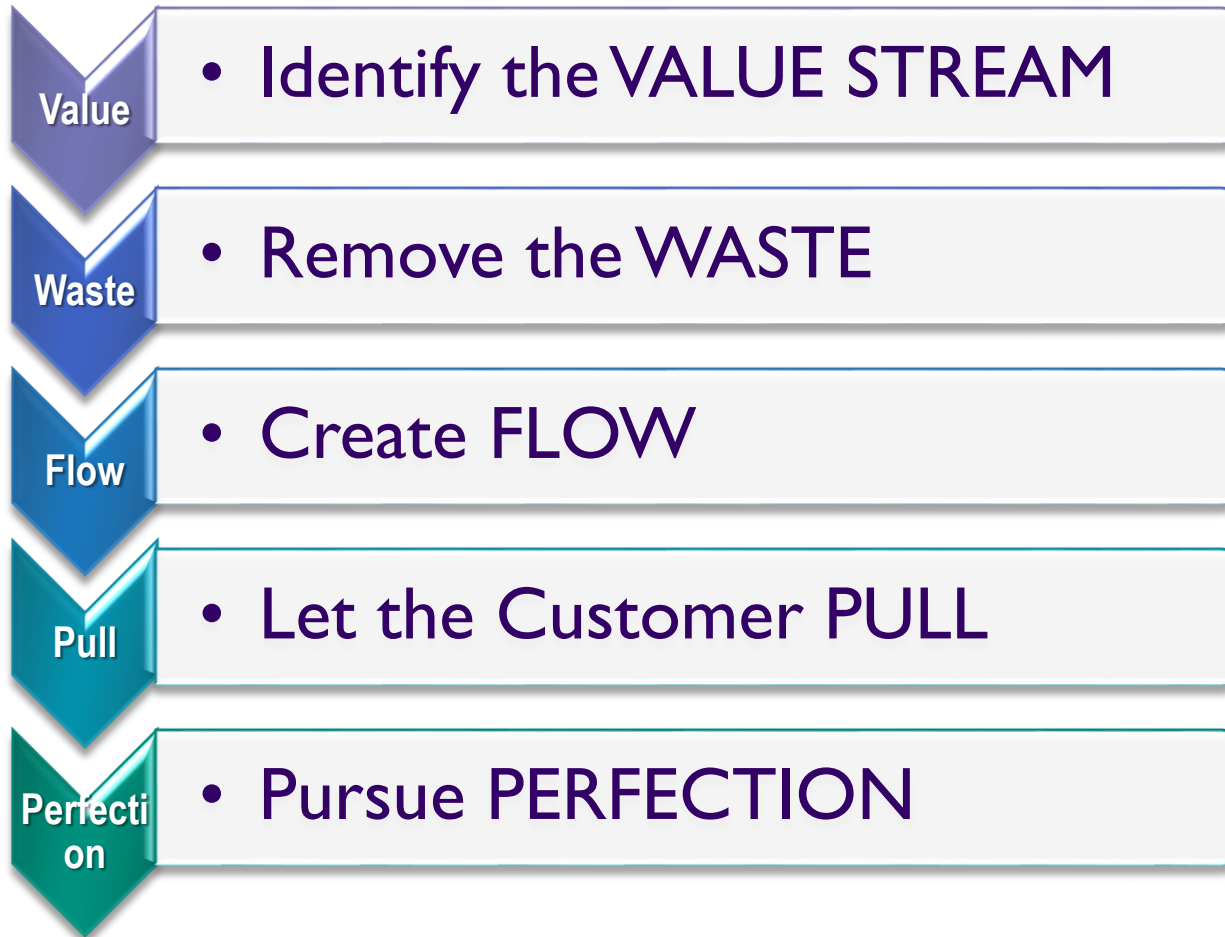 Value
• Identify the VALUE STREAM
Waste
• Remove the WASTE
Flow
• Create FLOW
Pull
• Let the Customer PULL
Perfecti
on
• Pursue PERFECTION